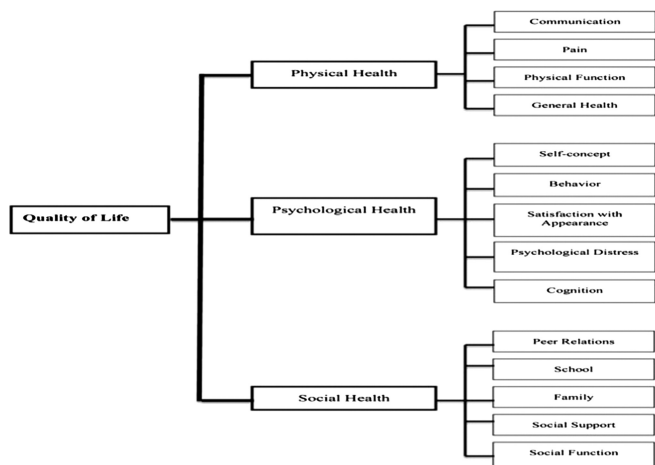 Quality of Life
Physical Health
Communication
Pain
Physical Function
General Health
Psychological Health
Self-concept
Behavior
Satisfaction with
Appearance
Psychological Distress
Cognition
Social Health
Peer Relations
School
Family
Social Support
Social Function